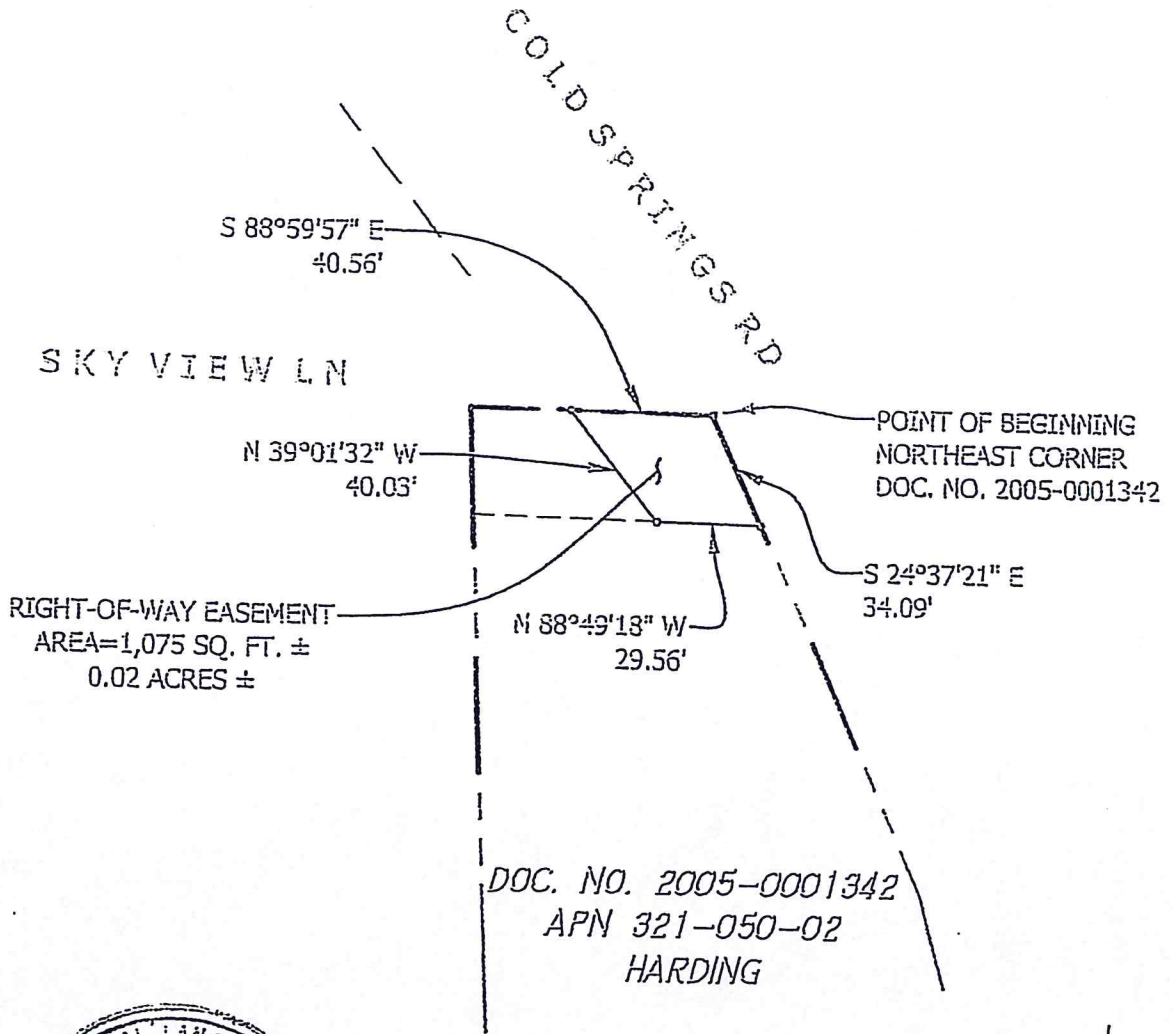 COLD SPRINGS RD
S 88°59'57" E
40.56'
SKY VIEW LN
N 39°01'32" W
40.03'
POINT OF BEGINNING
NORTHEAST CORNER
DOC. NO. 2005-0001342
S 24°37'21" E
34.09'
RIGHT-OF-WAY EASEMENT
AREA=1,075 SQ. FT. ±
0.02 ACRES ±
N 88°49'18" W
29.56'
DOC. NO. 2005-0001342
APN 321-050-02
HARDING